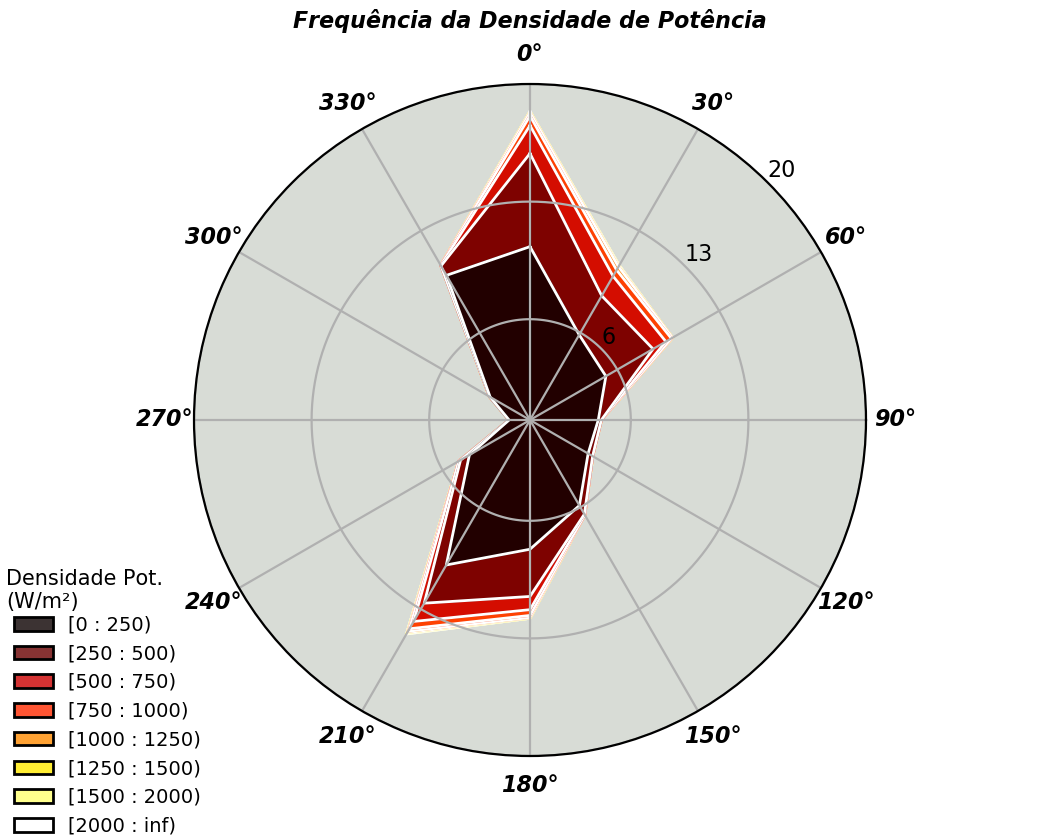 Frequência da Densidade de Potência
0°
330°
30°
20
300°
60°
13
6
270°
90°
240°
120°
210°
150°
180°
Densidade Pot.
(W/m²)
[0 : 250)
[250 : 500)
[500 : 750)
[750 : 1000)
[1000 : 1250)
[1250 : 1500)
[1500 : 2000)
[2000 : inf)